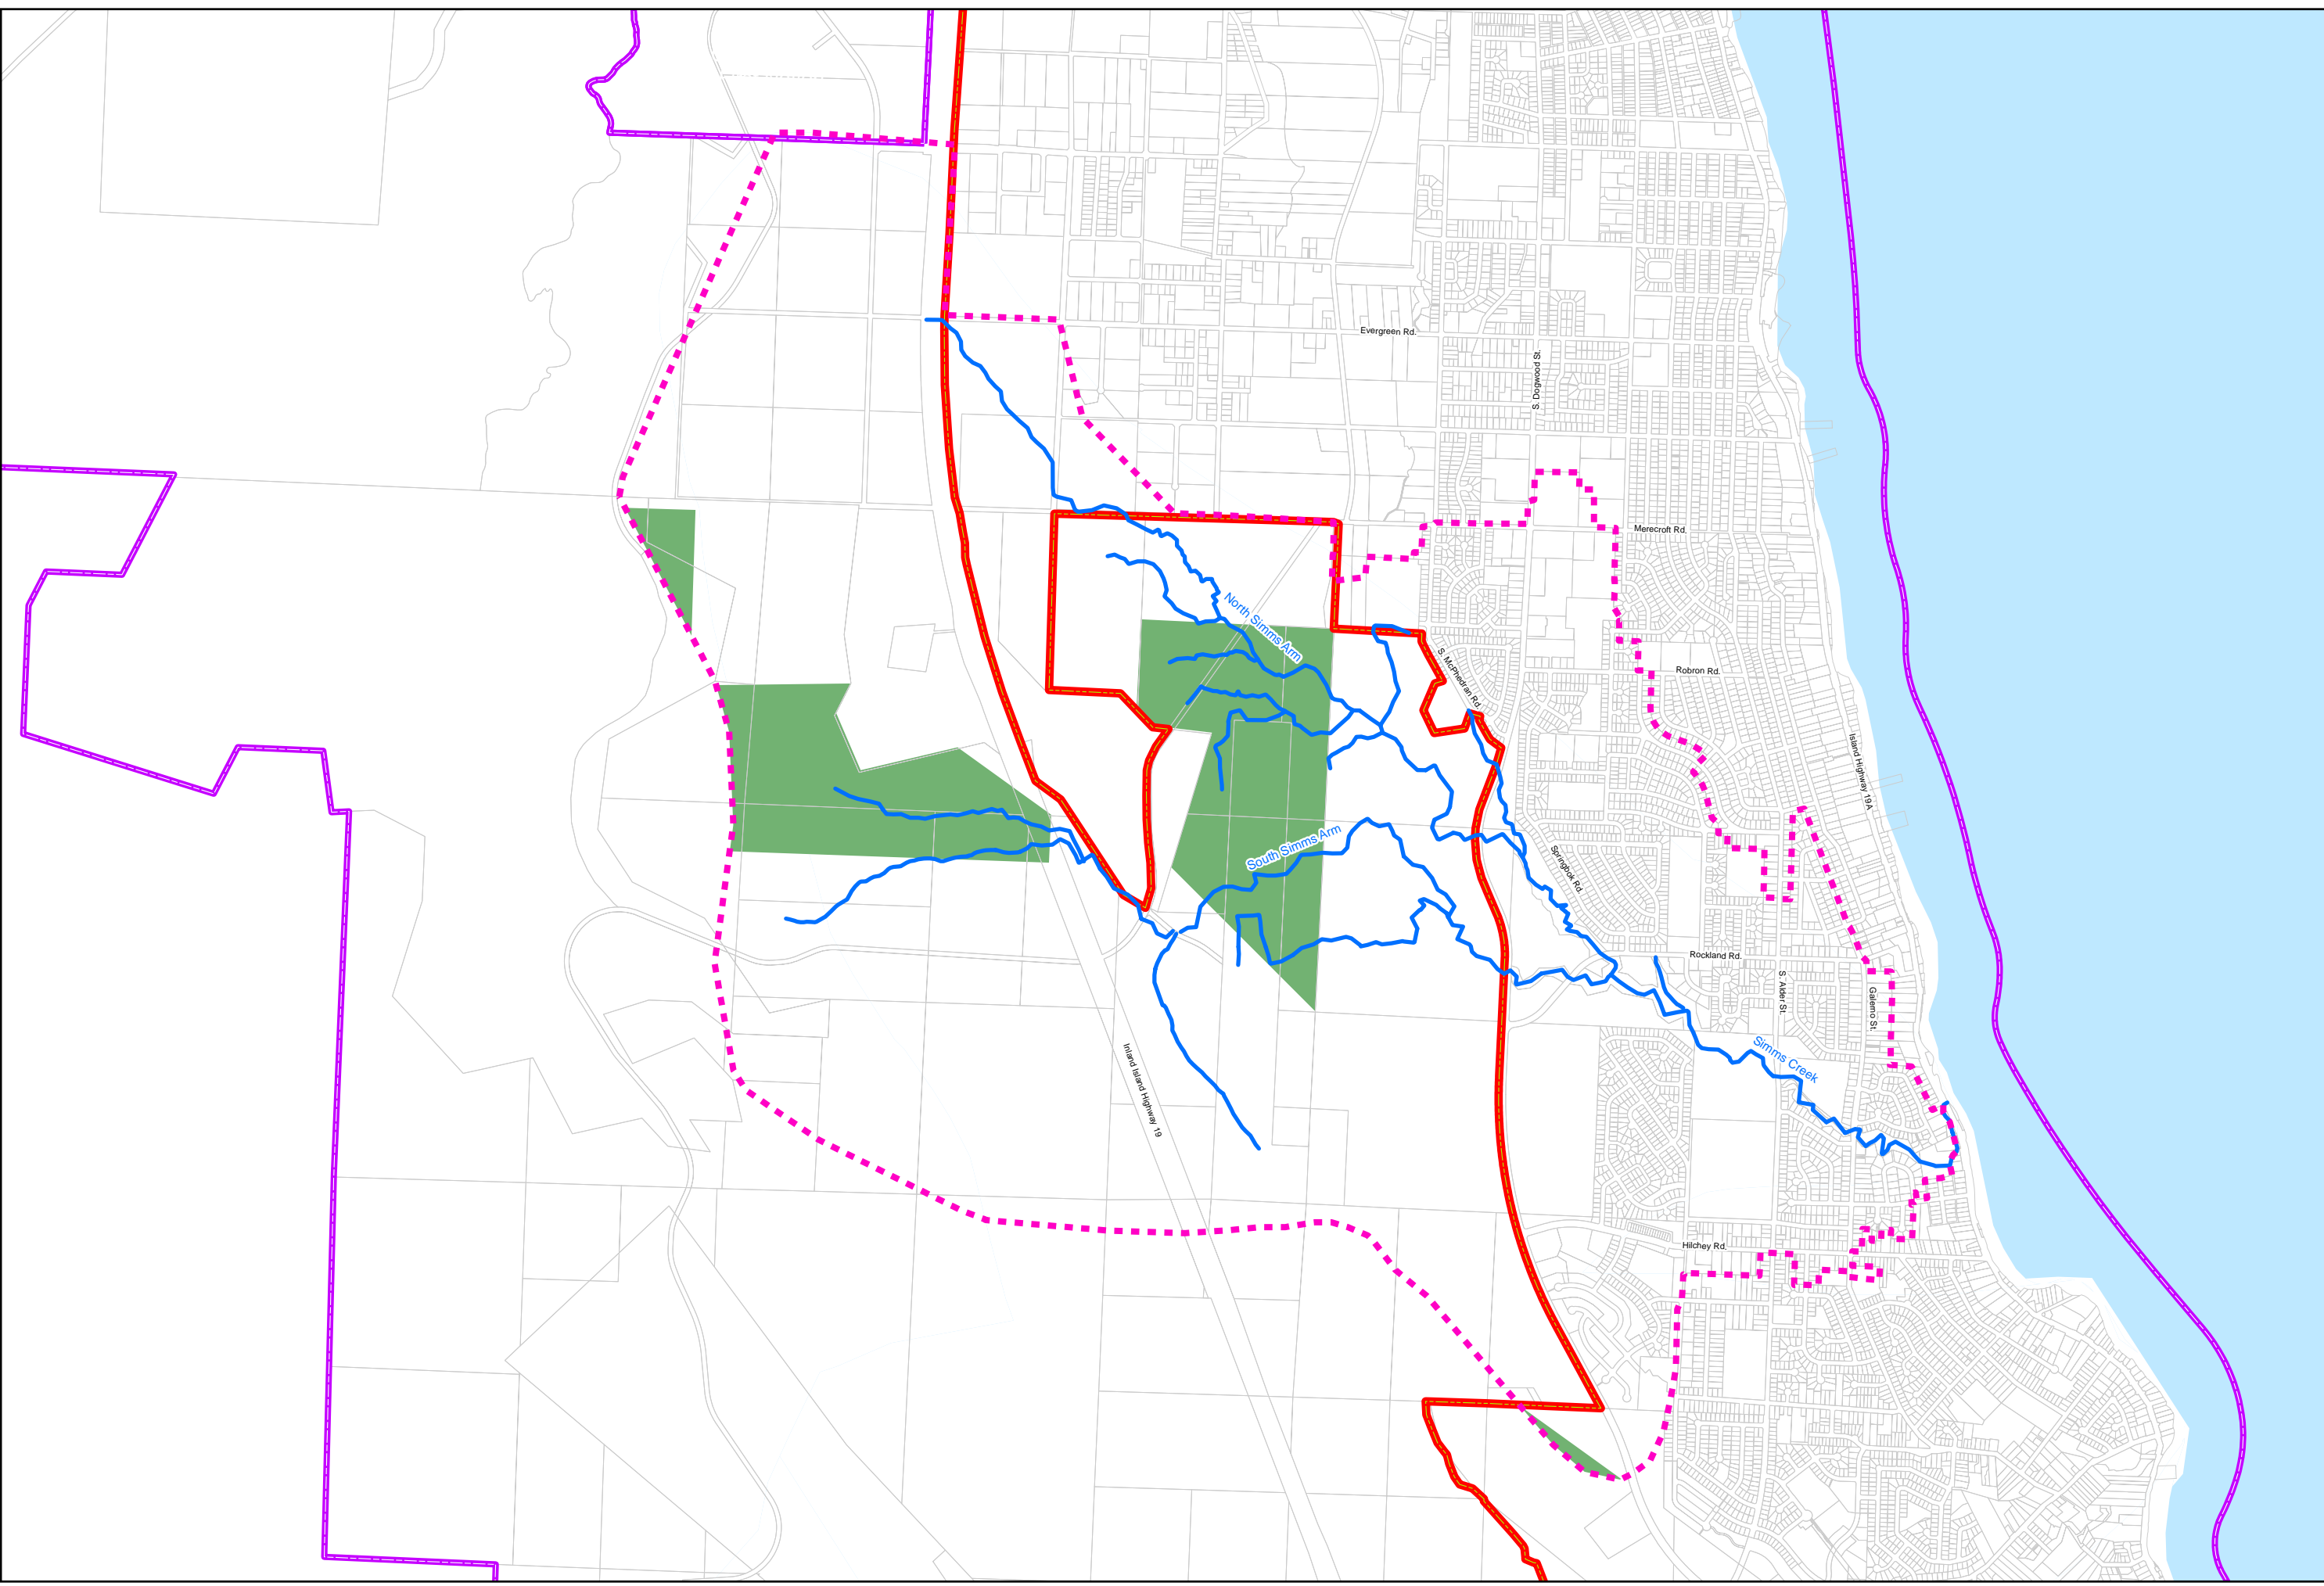 Evergreen Rd.
S. Dogwood St.
Merecroft Rd.
North Simms Arm
S. McPhedran Rd.
Robron Rd.
Island Highway 19A
South Simms Arm
Springbok Rd.
Rockland Rd.
S. Alder St.
Galerno St.
Simms Creek
Inland Island Highway 19
Hilchey Rd.